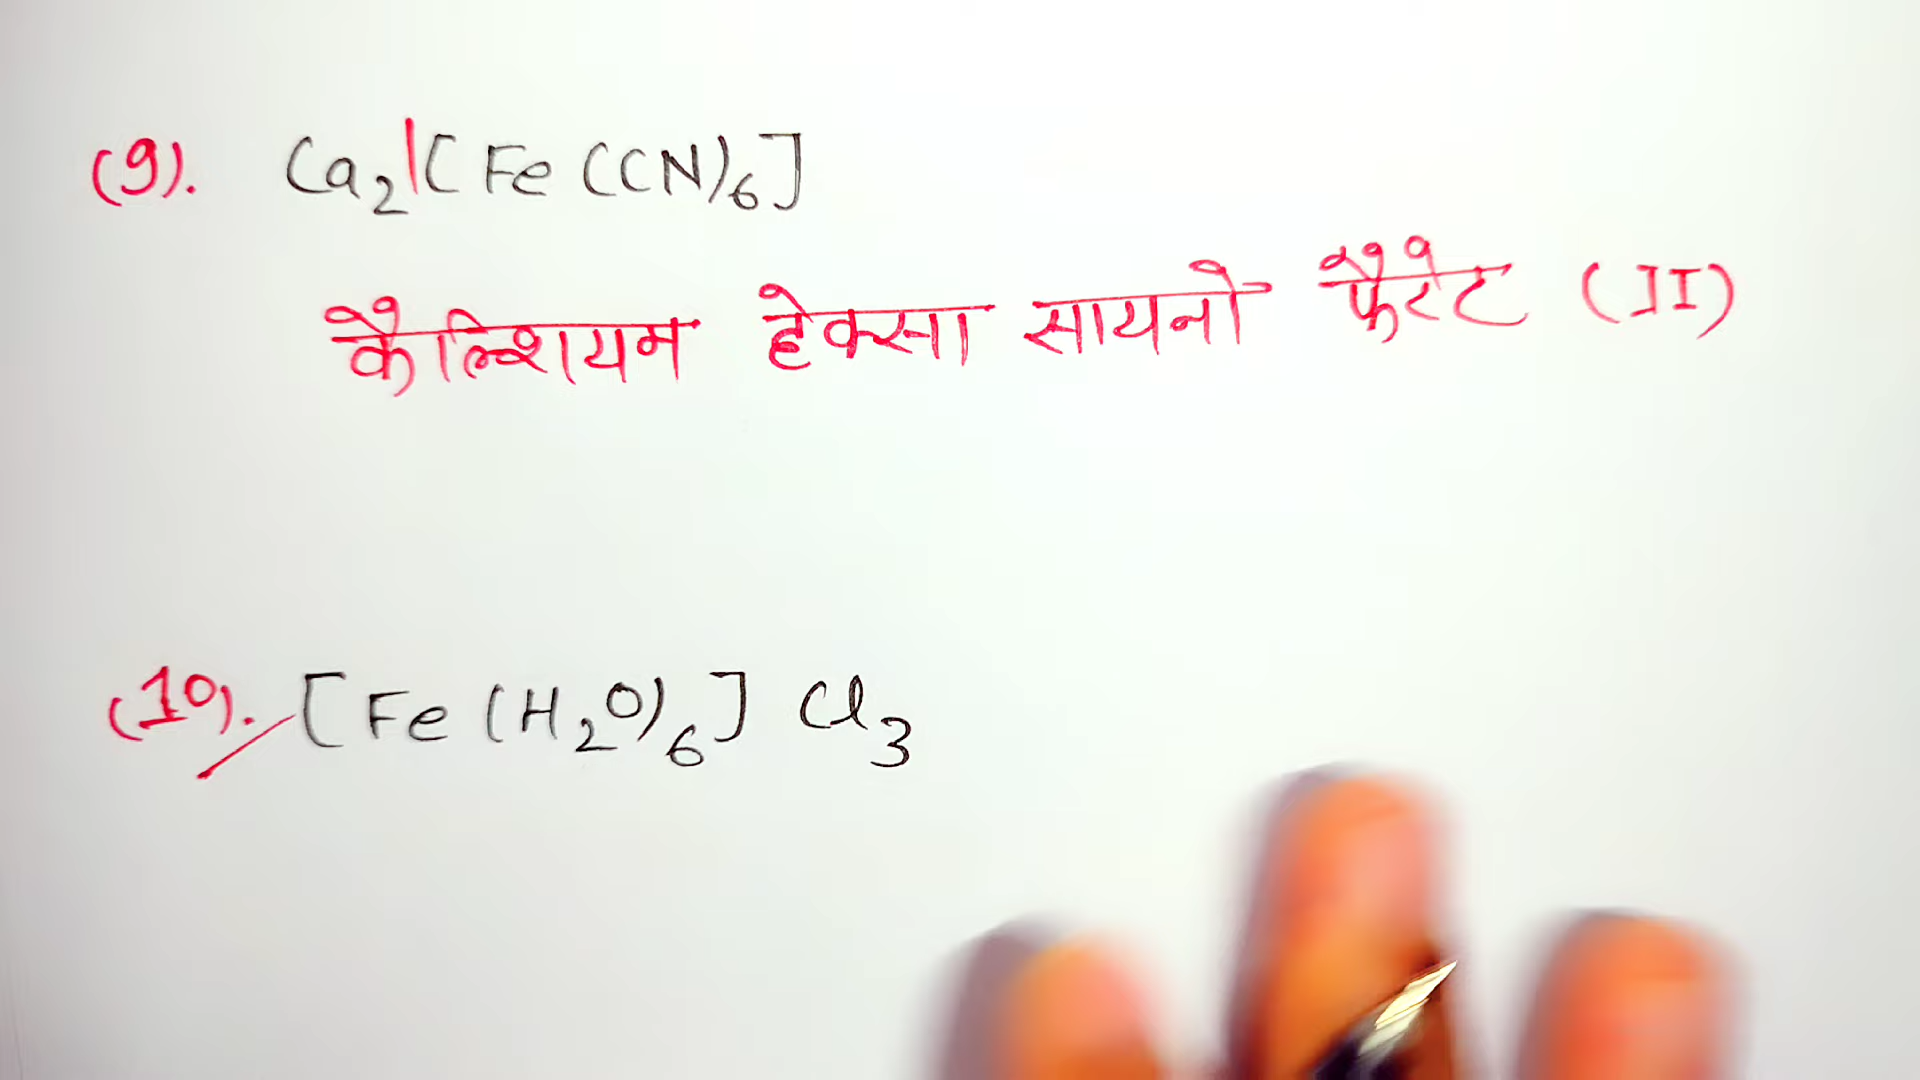 (9). Ca₂|[Fe(CN)₆]
कैल्शियम हेक्सा सायनो फैरेट (II)
(10). [Fe(H₂O)₆]Cl₃